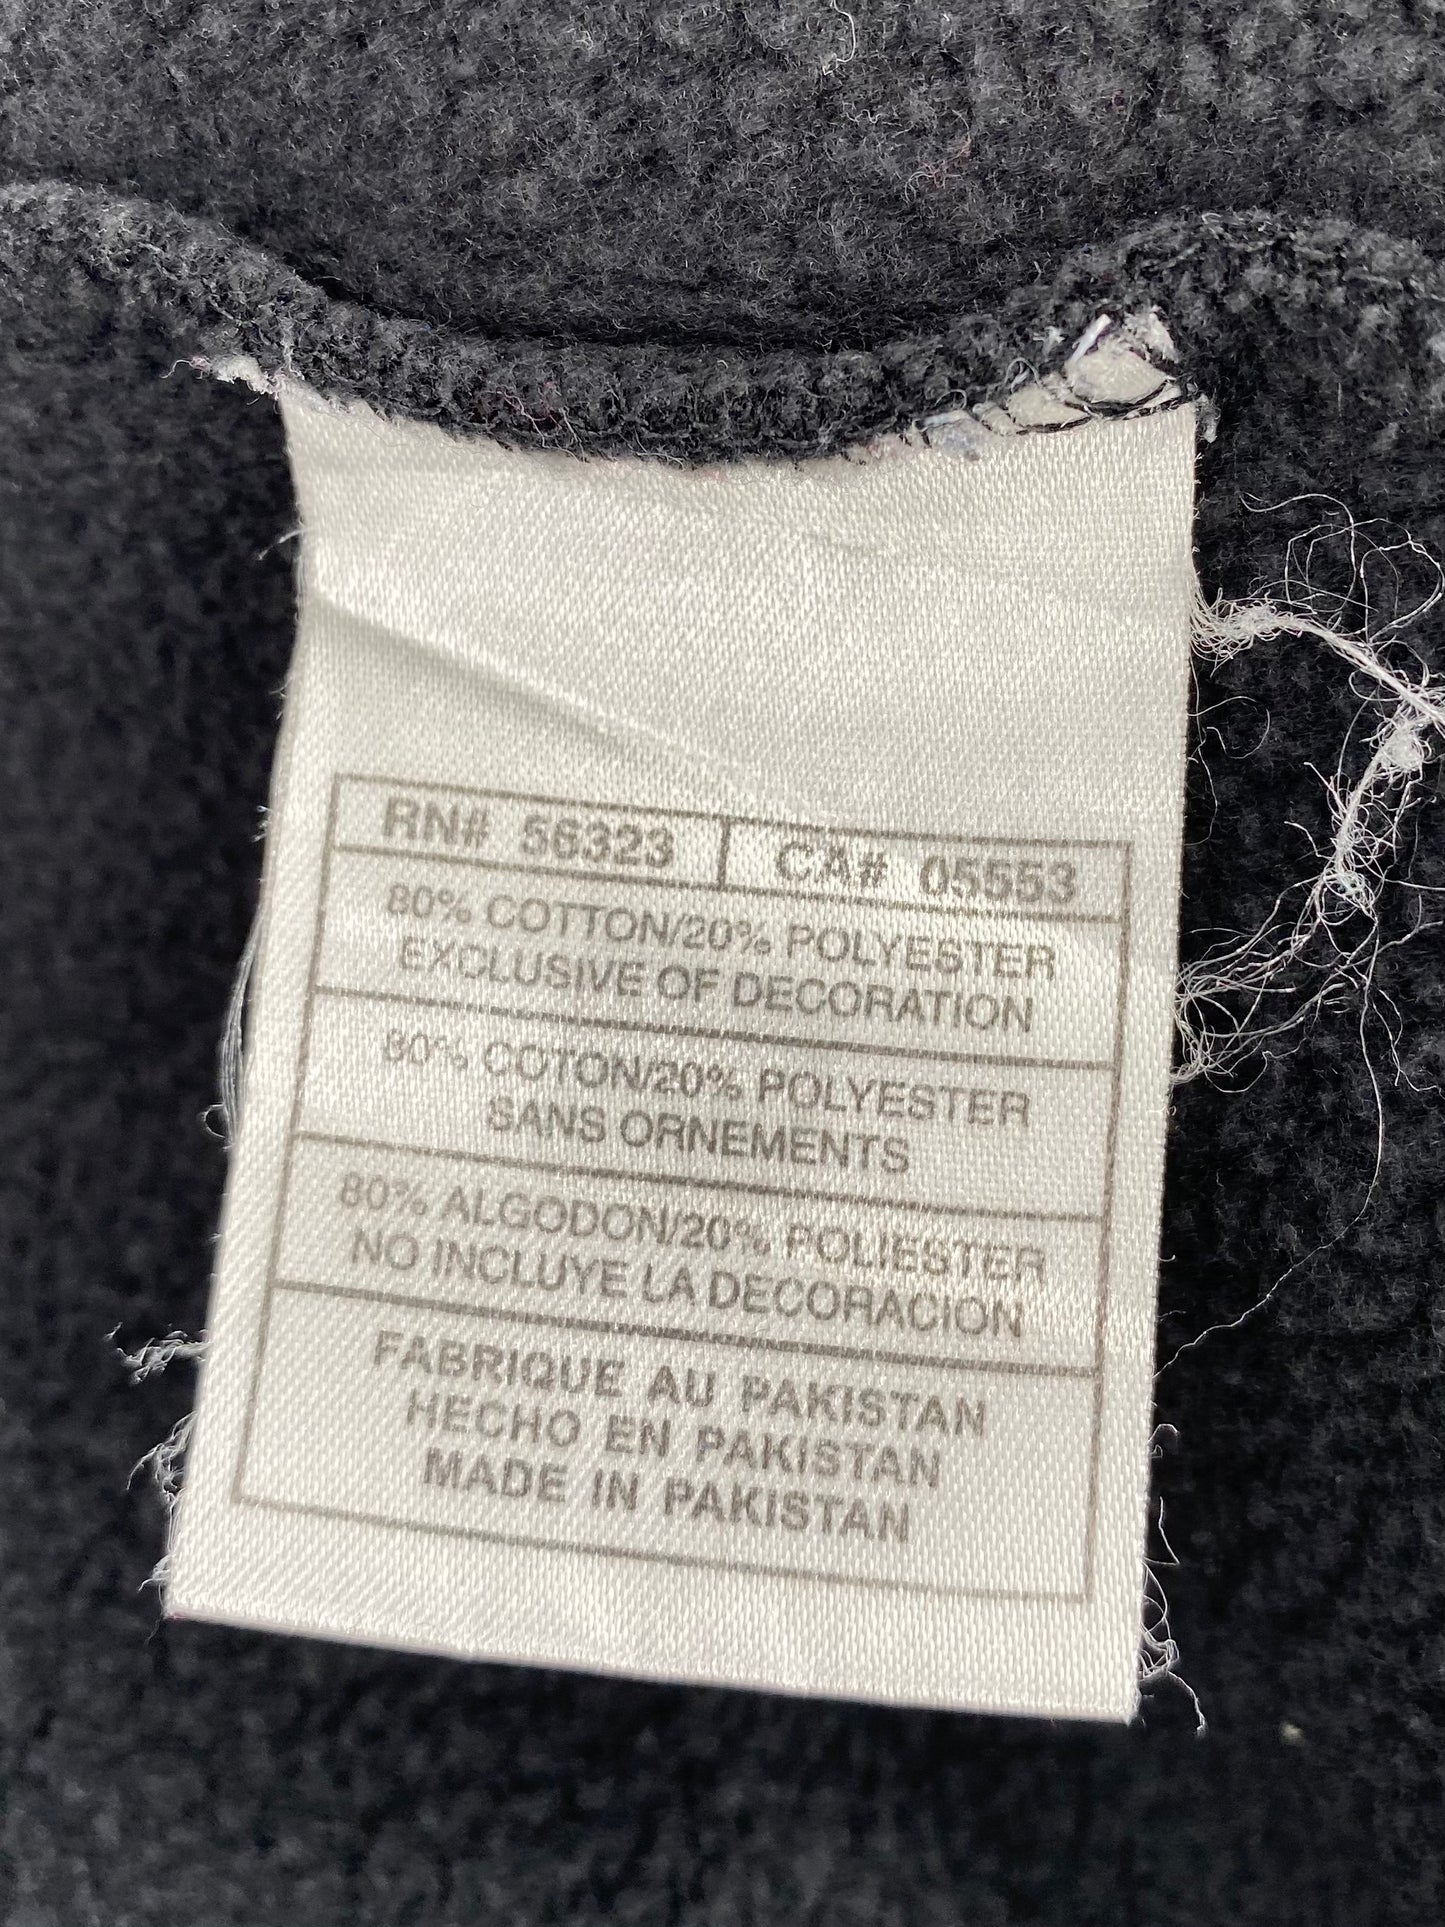 RN# 56323 CA# 05553
80% COTTON/20% POLYESTER
EXCLUSIVE OF DECORATION
80% COTON/20% POLYESTER
SANS ORNEMENTS
80% ALGODON/20% POLIESTER
NO INCLUYE LA DECORACION
FABRIQUE AU PAKISTAN
HECHO EN PAKISTAN
MADE IN PAKISTAN